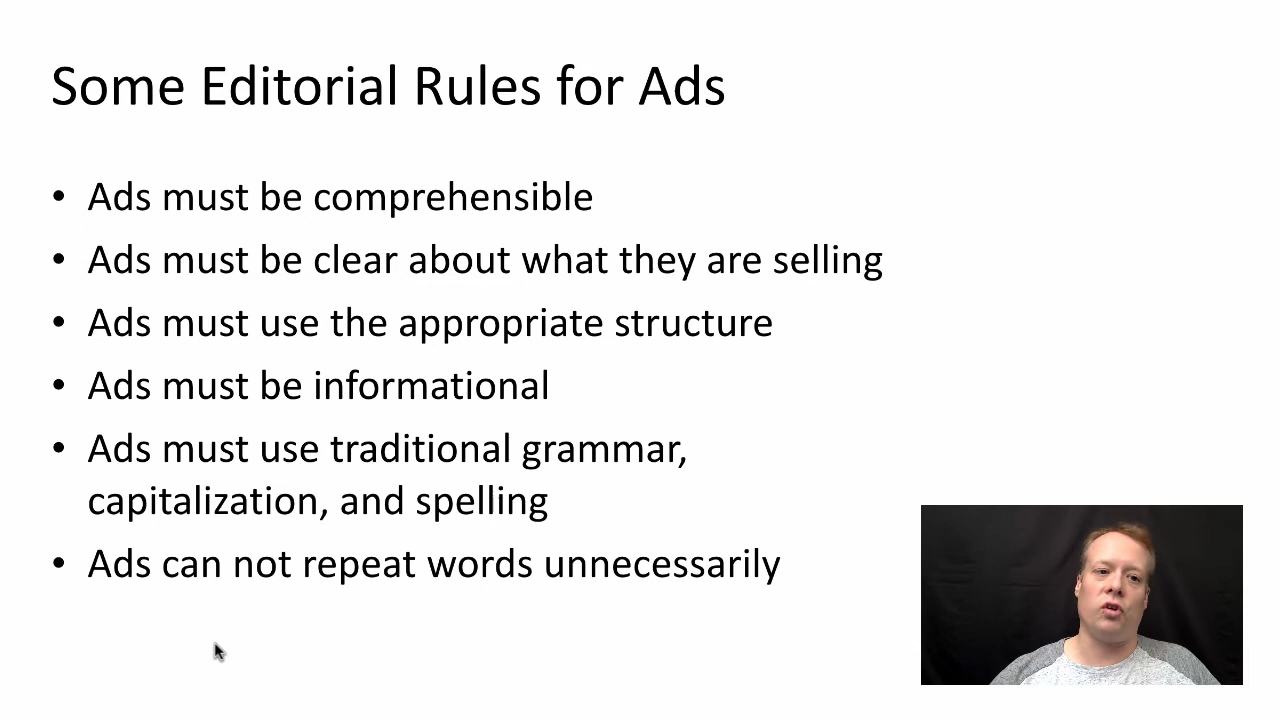 Some Editorial Rules for Ads
• Ads must be comprehensible
• Ads must be clear about what they are selling
• Ads must use the appropriate structure
• Ads must be informational
• Ads must use traditional grammar,
capitalization, and spelling
• Ads can not repeat words unnecessarily